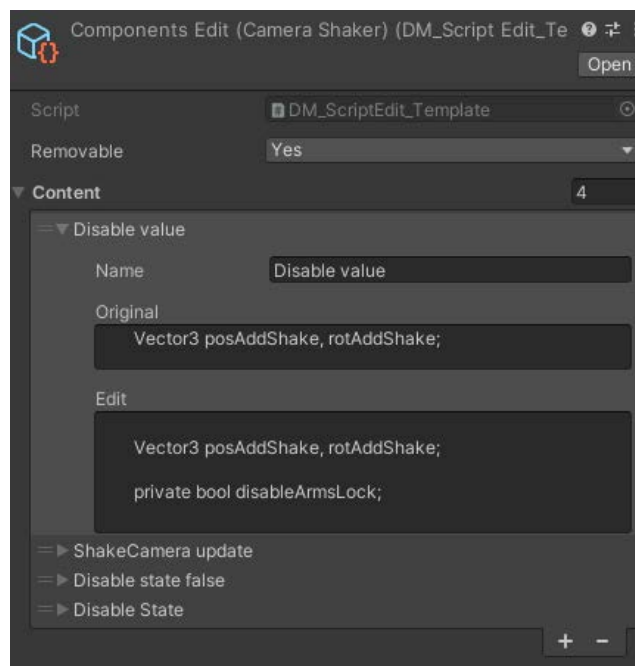 Components Edit (Camera Shaker) (DM_Script Edit_Te
Open
Script DM_ScriptEdit_Template
Removable Yes
Content 4
Disable value
Name Disable value
Original
Vector3 posAddShake, rotAddShake;
Edit
Vector3 posAddShake, rotAddShake;
private bool disableArmsLock;
ShakeCamera update
Disable state false
Disable State
+ -